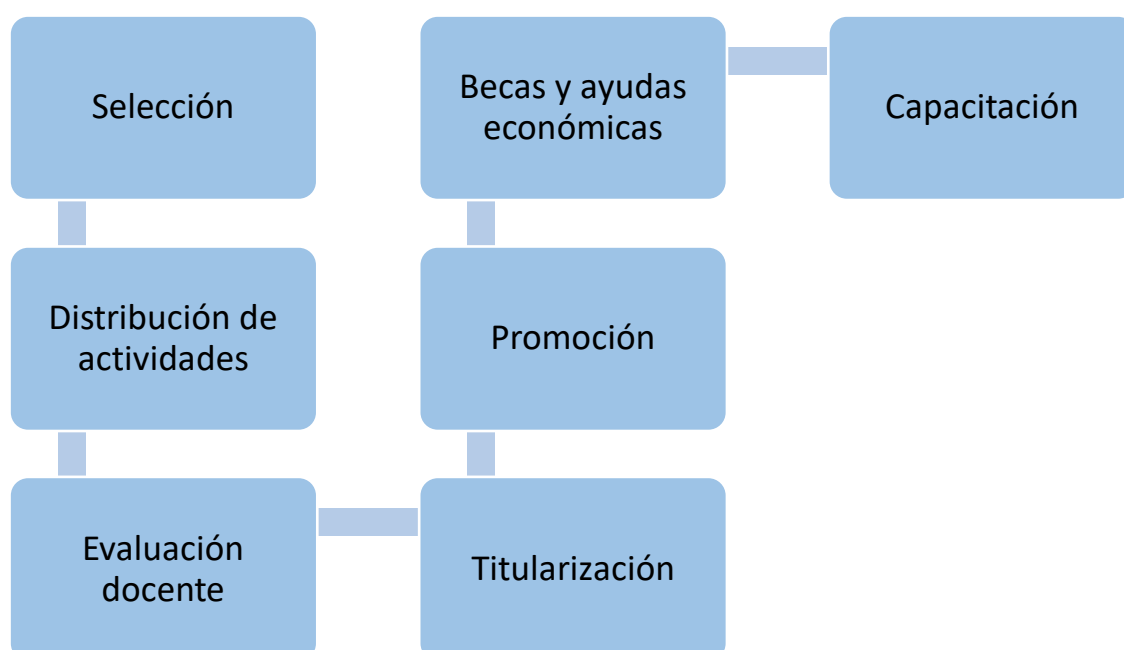 Selección
Distribución de
actividades
Evaluación
docente
Titularización
Promoción
Becas y ayudas
económicas
Capacitación